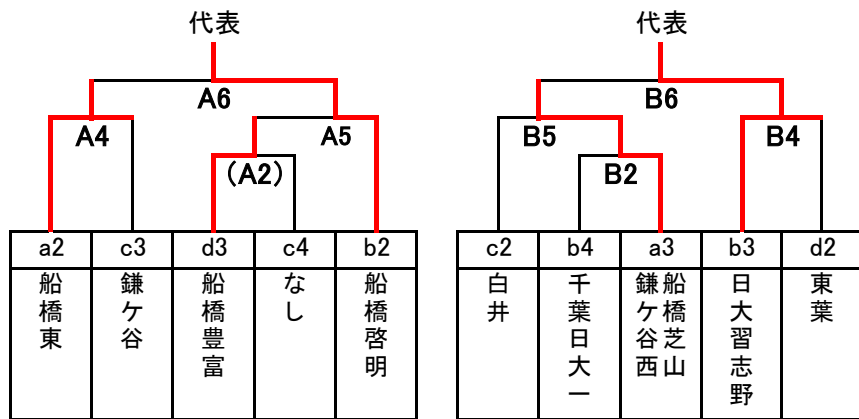 代表 代表
A6 B6
A4 A5 B5 B4
(A2) B2
a2 c3 d3 c4 b2 c2 b4 a3 b3 d2
船橋東
鎌ケ谷
船橋豊富
なし
船橋啓明
白井
千葉日大一
船橋芝山
鎌ケ谷西
日大習志野
東葉